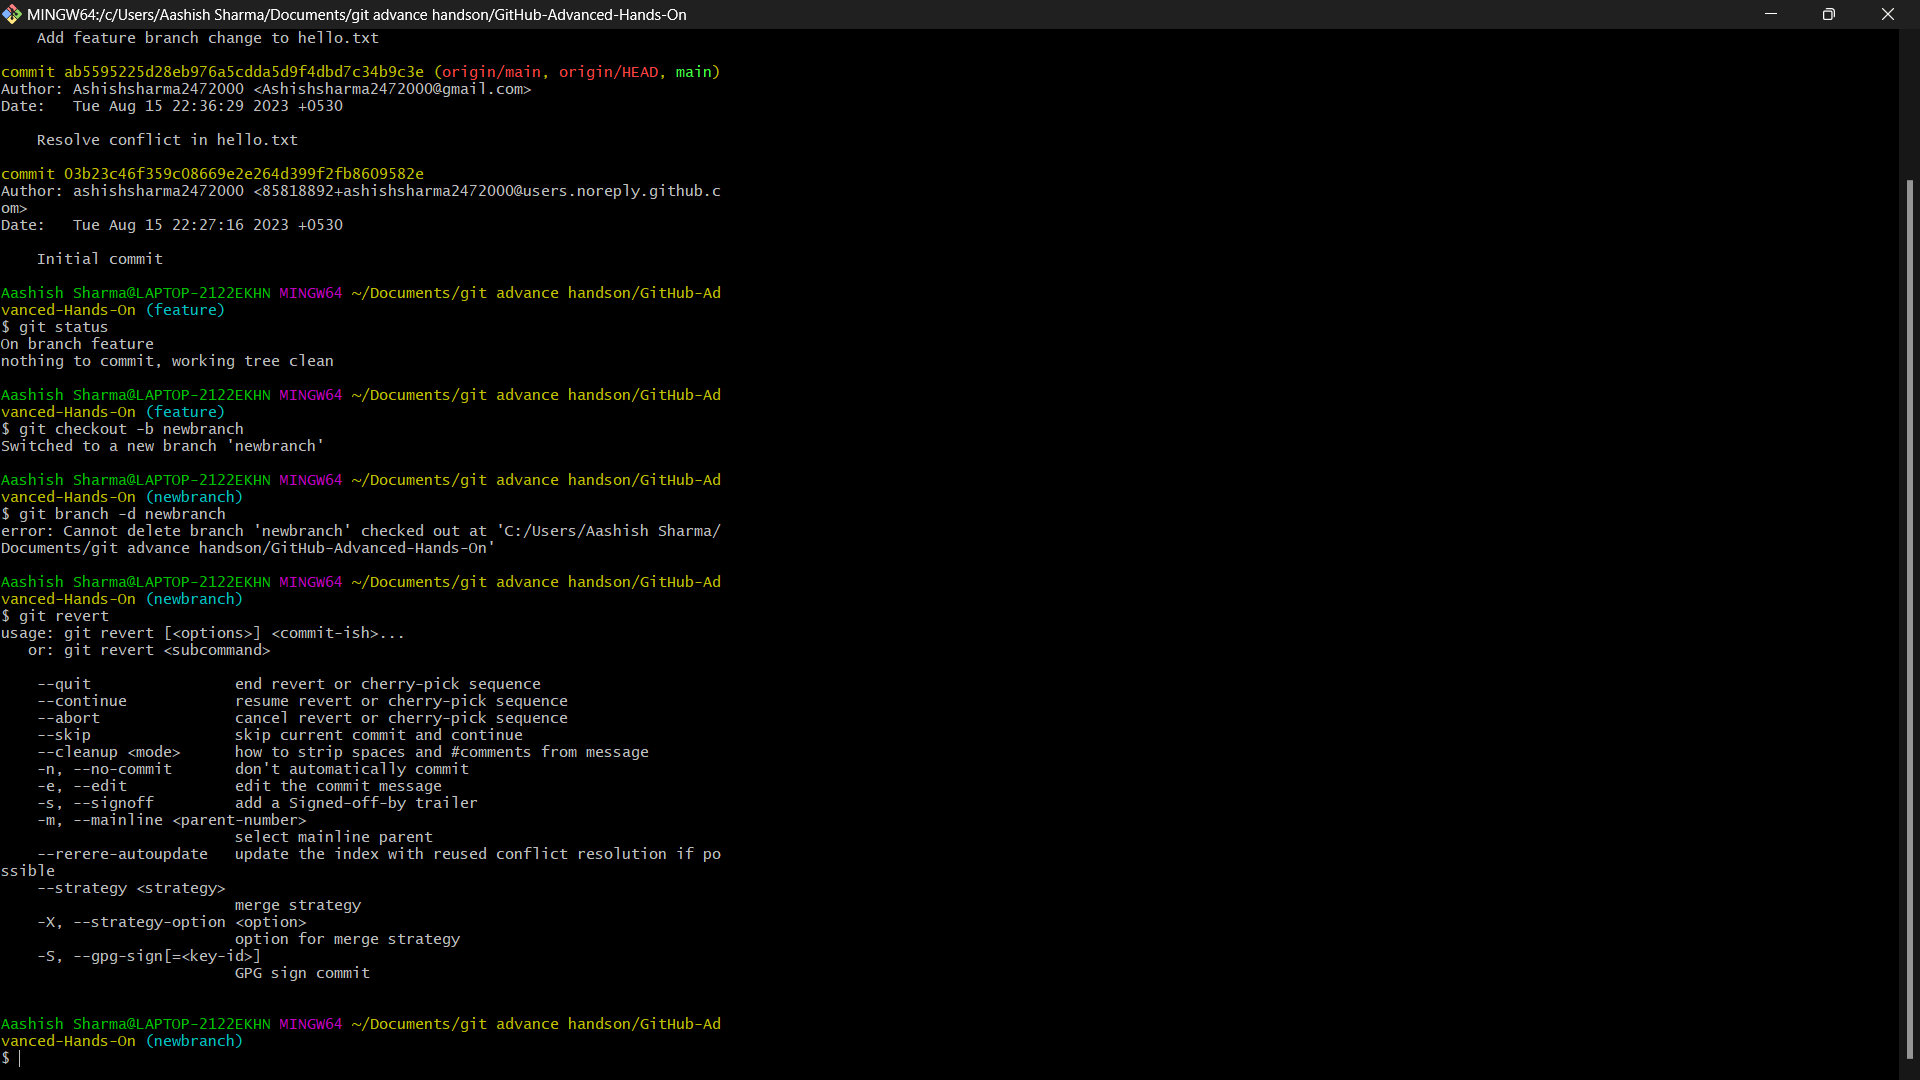 MINGW64:/c/Users/Aashish Sharma/Documents/git advance handson/GitHub-Advanced-Hands-On
    Add feature branch change to hello.txt

commit ab5595225d28eb976a5cdda5d9f4dbd7c34b9c3e (origin/main, origin/HEAD, main)
Author: Ashishsharma2472000 <Ashishsharma2472000@gmail.com>
Date:   Tue Aug 15 22:36:29 2023 +0530

    Resolve conflict in hello.txt

commit 03b23c46f359c08669e2e264d399f2fb8609582e
Author: ashishsharma2472000 <85818892+ashishsharma2472000@users.noreply.github.c
om>
Date:   Tue Aug 15 22:27:16 2023 +0530

    Initial commit

Aashish Sharma@LAPTOP-2122EKHN MINGW64 ~/Documents/git advance handson/GitHub-Ad
vanced-Hands-On (feature)
$ git status
On branch feature
nothing to commit, working tree clean

Aashish Sharma@LAPTOP-2122EKHN MINGW64 ~/Documents/git advance handson/GitHub-Ad
vanced-Hands-On (feature)
$ git checkout -b newbranch
Switched to a new branch 'newbranch'

Aashish Sharma@LAPTOP-2122EKHN MINGW64 ~/Documents/git advance handson/GitHub-Ad
vanced-Hands-On (newbranch)
$ git branch -d newbranch
error: Cannot delete branch 'newbranch' checked out at 'C:/Users/Aashish Sharma/
Documents/git advance handson/GitHub-Advanced-Hands-On'

Aashish Sharma@LAPTOP-2122EKHN MINGW64 ~/Documents/git advance handson/GitHub-Ad
vanced-Hands-On (newbranch)
$ git revert
usage: git revert [<options>] <commit-ish>...
   or: git revert <subcommand>

    --quit                end revert or cherry-pick sequence
    --continue            resume revert or cherry-pick sequence
    --abort               cancel revert or cherry-pick sequence
    --skip                skip current commit and continue
    --cleanup <mode>      how to strip spaces and #comments from message
    -n, --no-commit       don't automatically commit
    -e, --edit            edit the commit message
    -s, --signoff         add a Signed-off-by trailer
    -m, --mainline <parent-number>
                          select mainline parent
    --rerere-autoupdate   update the index with reused conflict resolution if po
ssible
    --strategy <strategy>
                          merge strategy
    -X, --strategy-option <option>
                          option for merge strategy
    -S, --gpg-sign[=<key-id>]
                          GPG sign commit

Aashish Sharma@LAPTOP-2122EKHN MINGW64 ~/Documents/git advance handson/GitHub-Ad
vanced-Hands-On (newbranch)
$